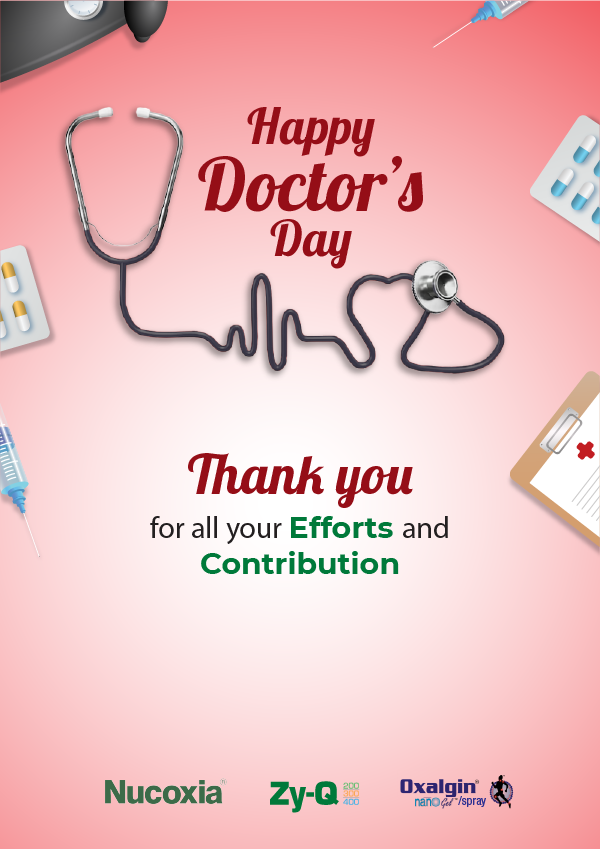 Happy
Doctor's
Day
Thank you
for all your Efforts and
Contribution
Nucoxia®
Zy-Q 200 300 400
Oxalgin®
nano Gel™/spray